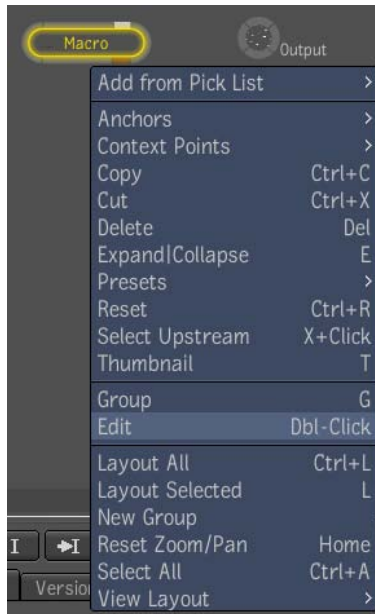 Macro
Output
Add from Pick List >
Anchors >
Context Points >
Copy Ctrl+C
Cut Ctrl+X
Delete Del
Expand|Collapse E
Presets >
Reset Ctrl+R
Select Upstream X+Click
Thumbnail T
Group G
Edit Dbl-Click
Layout All Ctrl+L
Layout Selected L
New Group
Reset Zoom/Pan Home
Select All Ctrl+A
View Layout >